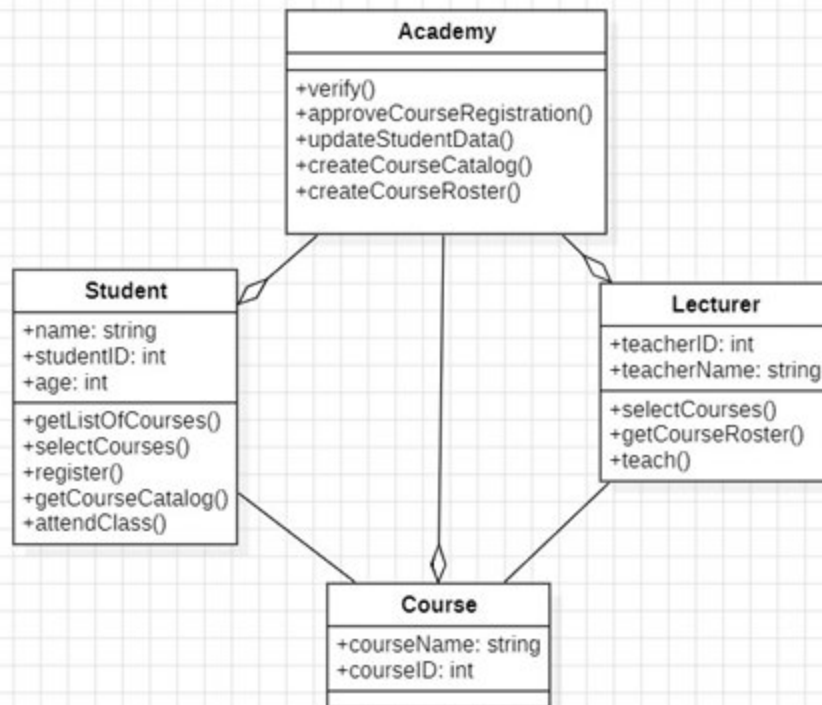 Academy
+verify()
+approveCourseRegistration()
+updateStudentData()
+createCourseCatalog()
+createCourseRoster()
Student
+name: string
+studentID: int
+age: int
+getListOfCourses()
+selectCourses()
+register()
+getCourseCatalog()
+attendClass()
Lecturer
+teacherID: int
+teacherName: string
+selectCourses()
+getCourseRoster()
+teach()
Course
+courseName: string
+courseID: int